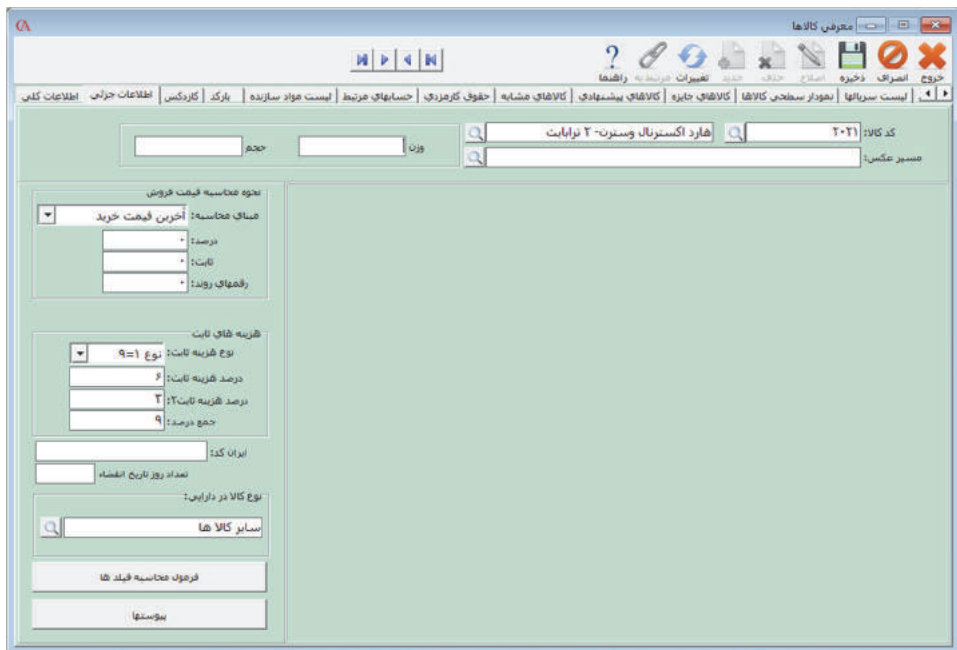 معرفی کالاها
خروج انصراف ذخیره اصلاح حذف جدید تغییرات مرتبط به راهنما
?
لیست سریالها نمودار سطحی کالاها کالاهای جایزه کالاهای پیشنهادی کالاهای مشابه حقوق کارمزدی حسابهای مرتبط لیست مواد سازنده بارکد کاردکس اطلاعات جزئی اطلاعات کلی
کد کالا: ۲۰۲۱ هارد اکسترنال وسترن- ۲ ترابایت وزن حجم
مسیر عکس:
نحوه محاسبه قیمت فروش
مبنای محاسبه: آخرین قیمت خرید
درصد: ۰
ثابت: ۰
رقمهای روند: ۰
هزینه های ثابت
نوع هزینه ثابت: نوع ۱=۹
درصد هزینه ثابت: ۶
درصد هزینه ثابت۲: ۳
جمع درصد: ۹
ایران کد:
تعداد روز تاریخ انقضاء
نوع کالا در دارایی:
سایر کالا ها
فرمول محاسبه فیلد ها
پیوستها